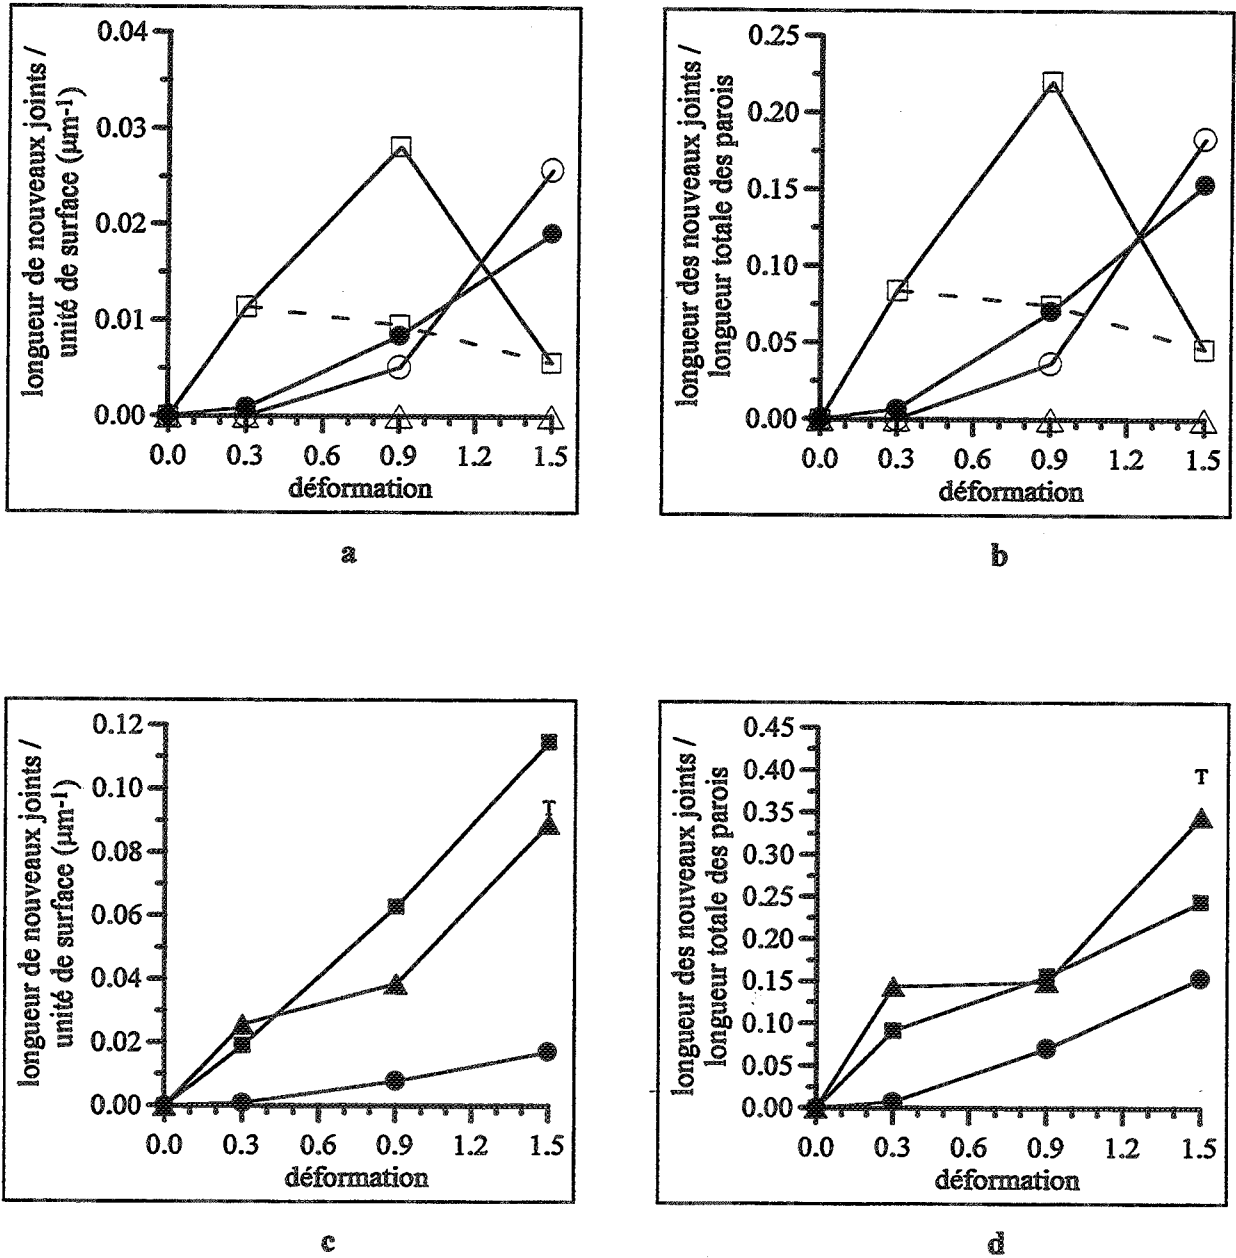 longueur de nouveaux joints /
unité de surface (µm-1)
0.04
0.03
0.02
0.01
0.00
0.0 0.3 0.6 0.9 1.2 1.5
déformation
a
longueur des nouveaux joints /
longueur totale des parois
0.25
0.20
0.15
0.10
0.05
0.00
0.0 0.3 0.6 0.9 1.2 1.5
déformation
b
longueur de nouveaux joints /
unité de surface (µm-1)
0.12
0.10
0.08
0.06
0.04
0.02
0.00
T
0.0 0.3 0.6 0.9 1.2 1.5
déformation
c
longueur des nouveaux joints /
longueur totale des parois
0.45
0.40
0.35
0.30
0.25
0.20
0.15
0.10
0.05
0.00
T
0.0 0.3 0.6 0.9 1.2 1.5
déformation
d